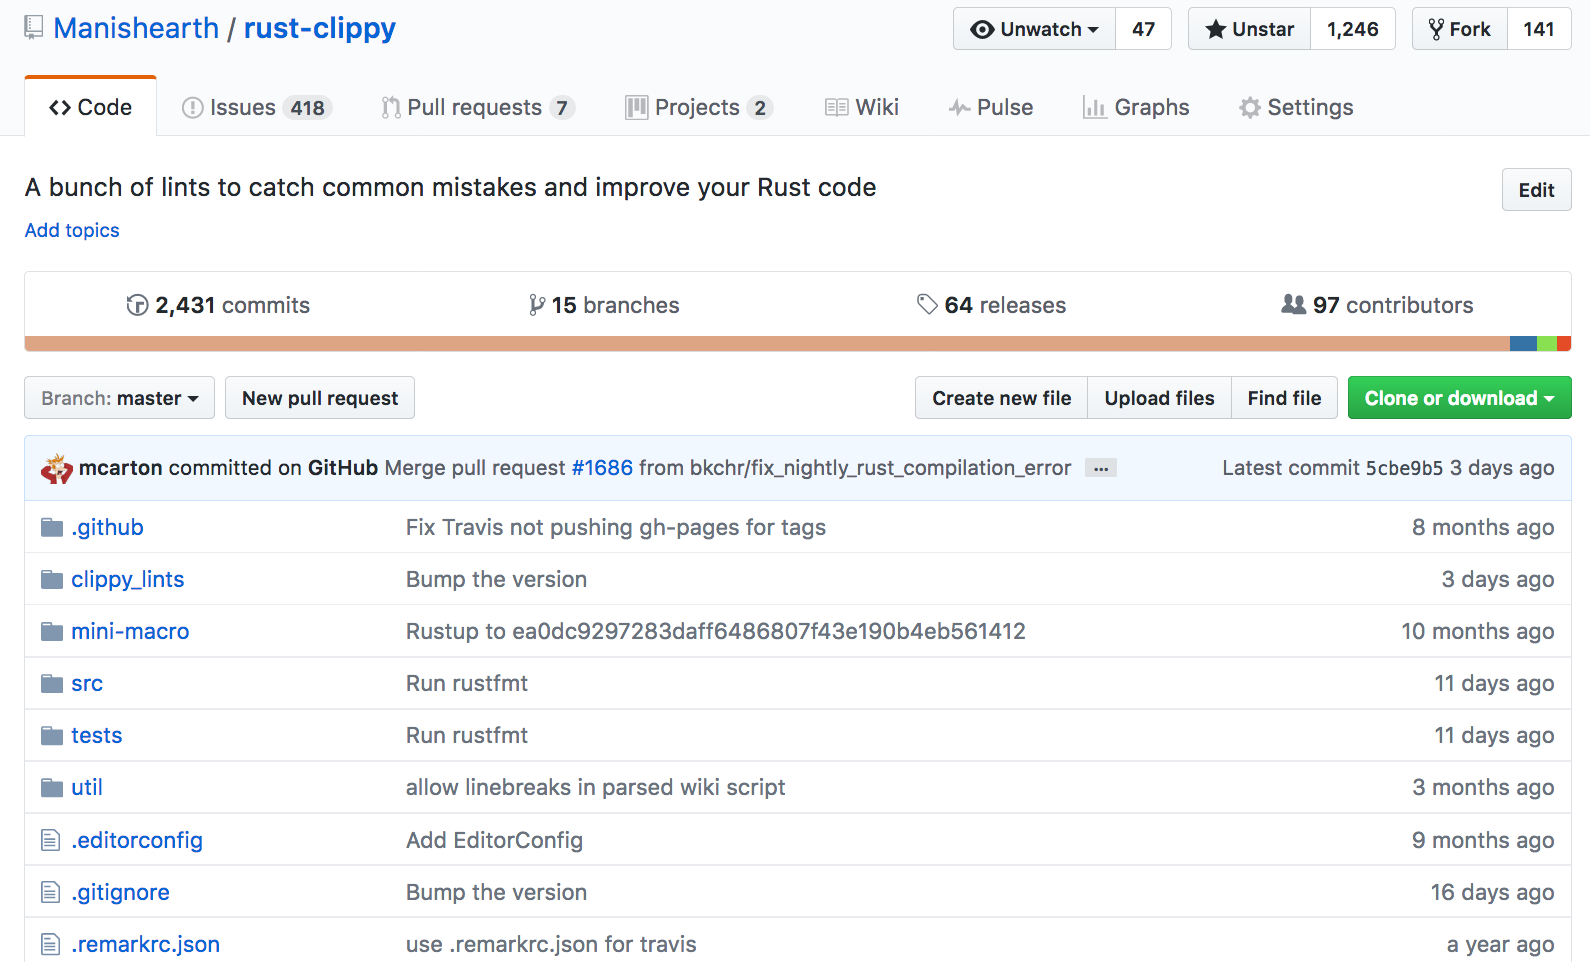 Manishearth / rust-clippy Unwatch 47 Unstar 1,246 Fork 141
Code Issues 418 Pull requests 7 Projects 2 Wiki Pulse Graphs Settings
A bunch of lints to catch common mistakes and improve your Rust code Edit
Add topics
2,431 commits 15 branches 64 releases 97 contributors
Branch: master New pull request Create new file Upload files Find file Clone or download
mcarton committed on GitHub Merge pull request #1686 from bkchr/fix_nightly_rust_compilation_error … Latest commit 5cbe9b5 3 days ago
.github Fix Travis not pushing gh-pages for tags 8 months ago
clippy_lints Bump the version 3 days ago
mini-macro Rustup to ea0dc9297283daff6486807f43e190b4eb561412 10 months ago
src Run rustfmt 11 days ago
tests Run rustfmt 11 days ago
util allow linebreaks in parsed wiki script 3 months ago
.editorconfig Add EditorConfig 9 months ago
.gitignore Bump the version 16 days ago
.remarkrc.json use .remarkrc.json for travis a year ago